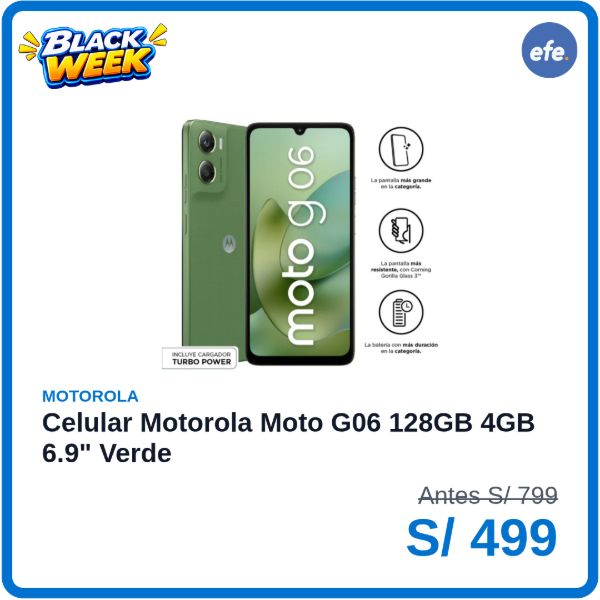 BLACK
WEEK
efe.
moto g 06
La pantalla más grande
en la categoría.
La pantalla más
resistente, con Corning
Gorilla Glass 3™
La batería con más duración
en la categoría.
INCLUYE CARGADOR
TURBO POWER
MOTOROLA
Celular Motorola Moto G06 128GB 4GB
6.9" Verde
Antes S/ 799
S/ 499